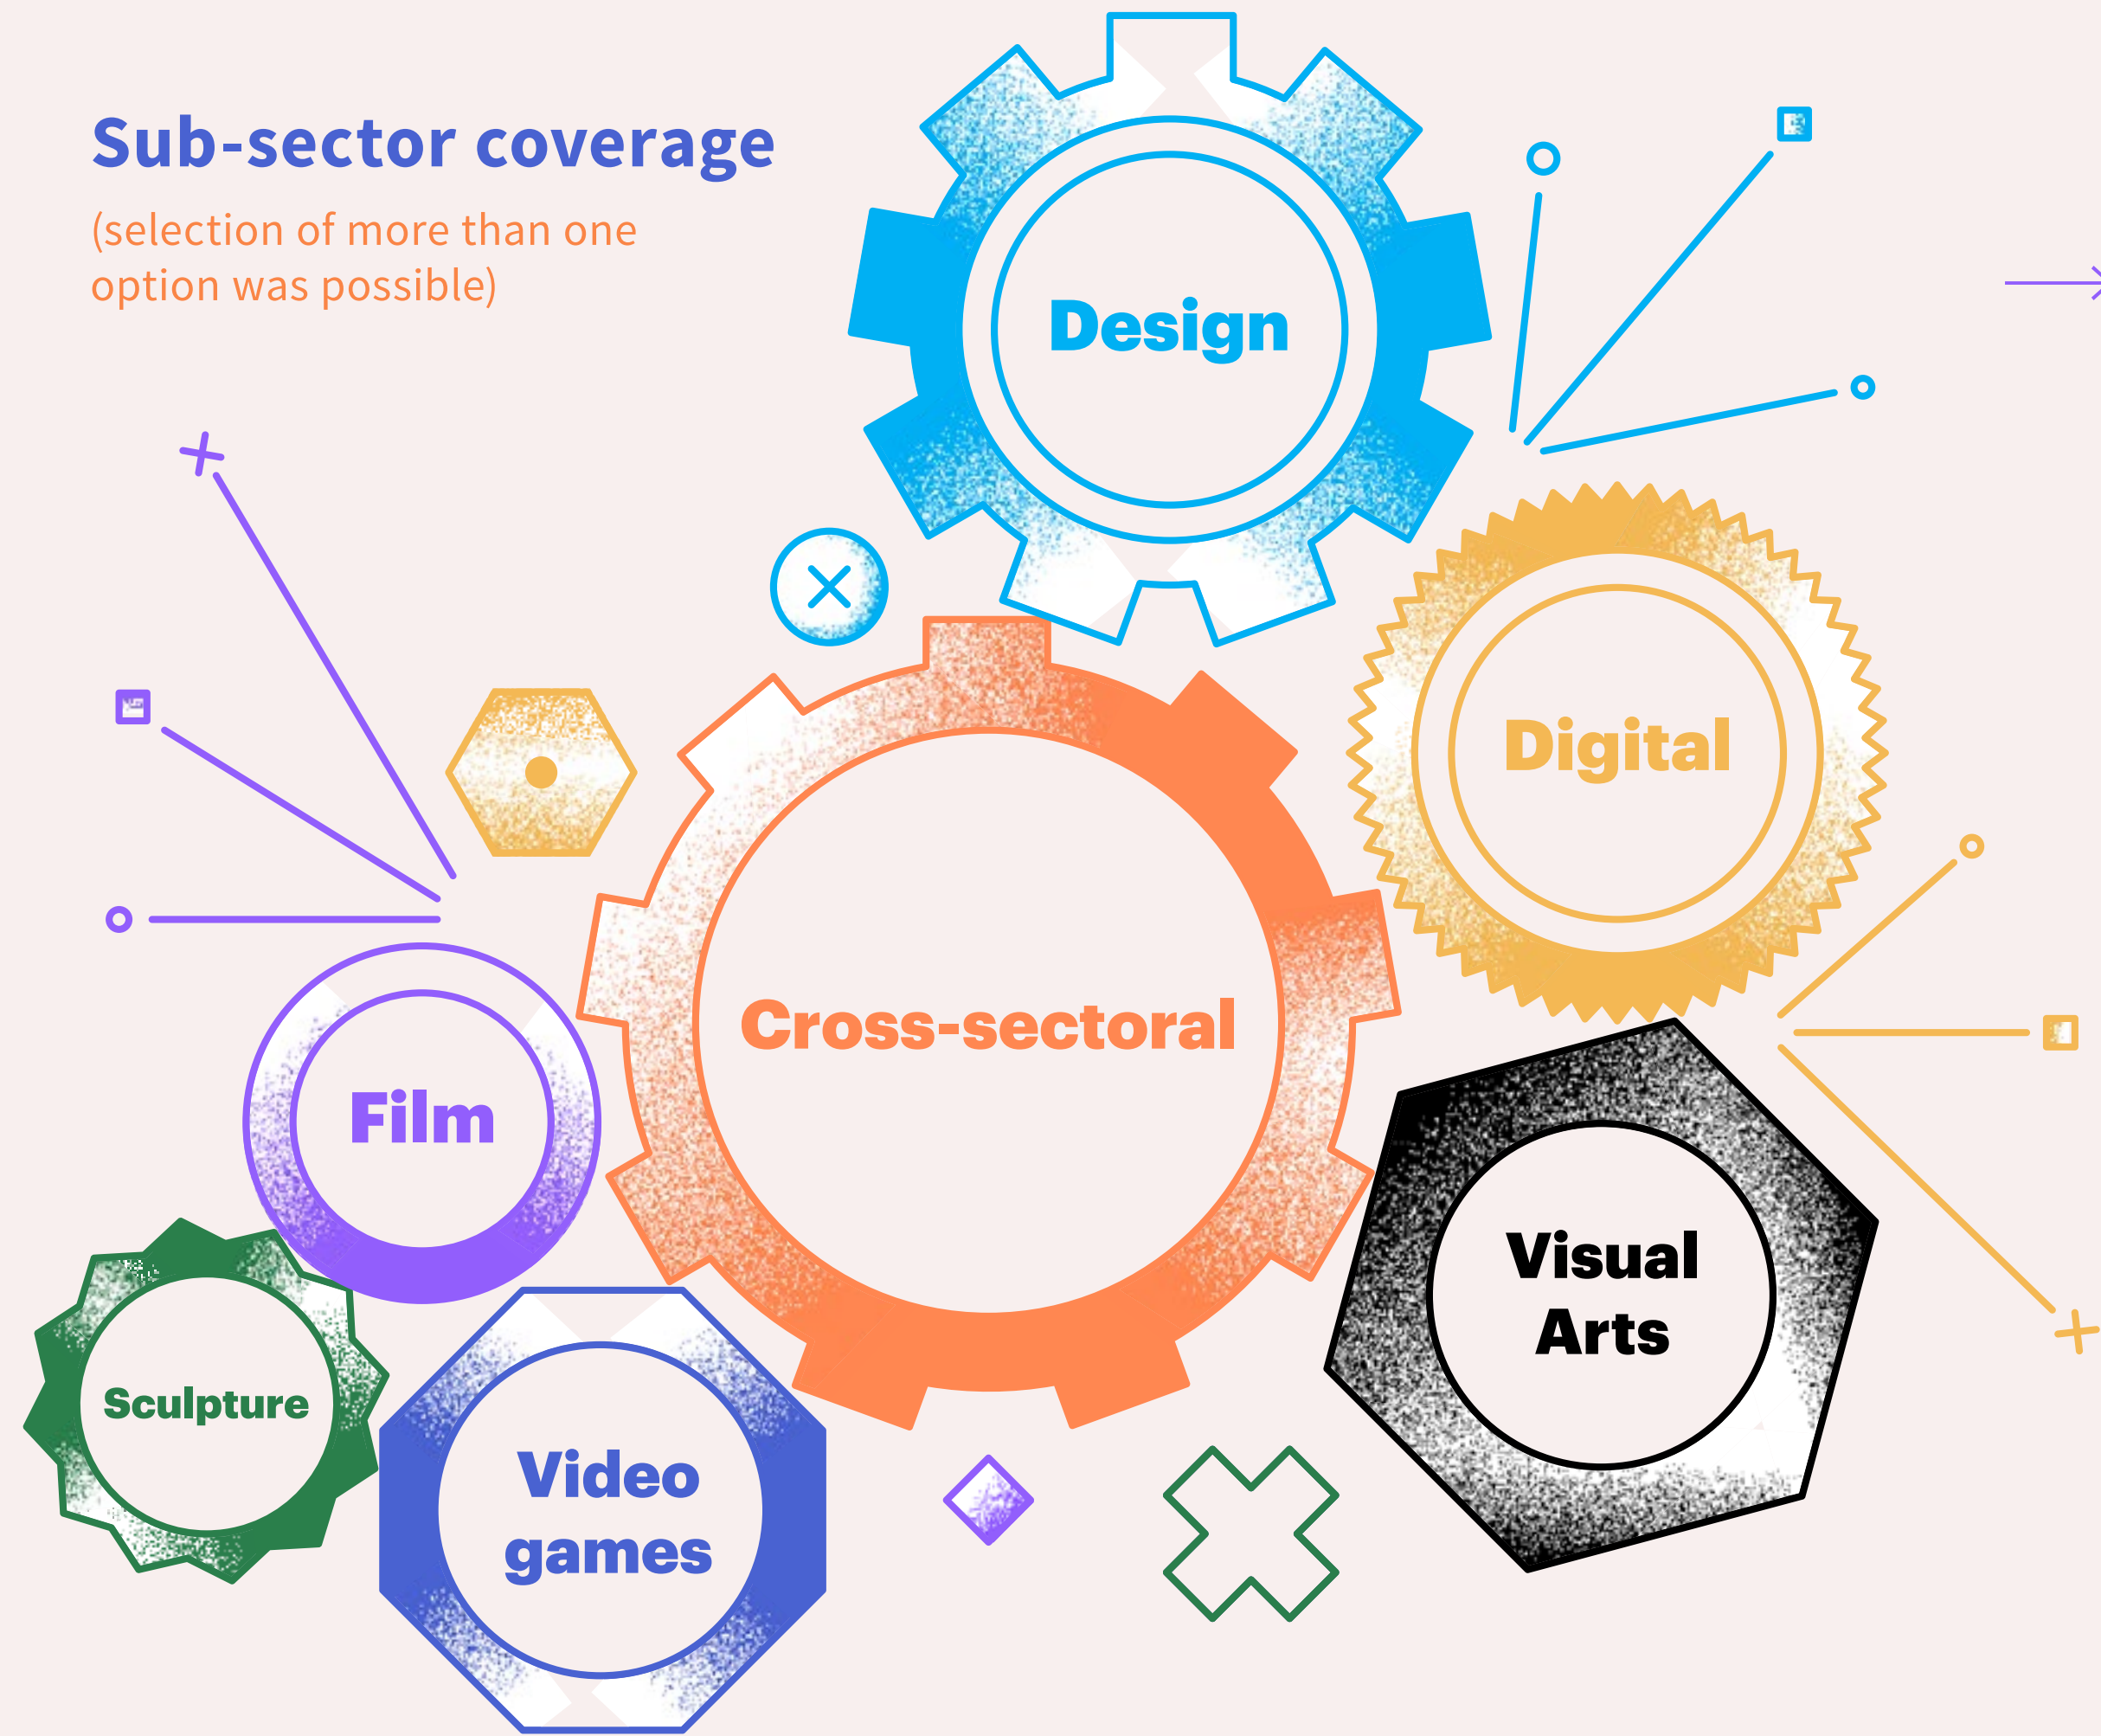 Sub-sector coverage
(selection of more than one
option was possible)
Design
Digital
Cross-sectoral
Film
Visual
Arts
Sculpture
Video
games